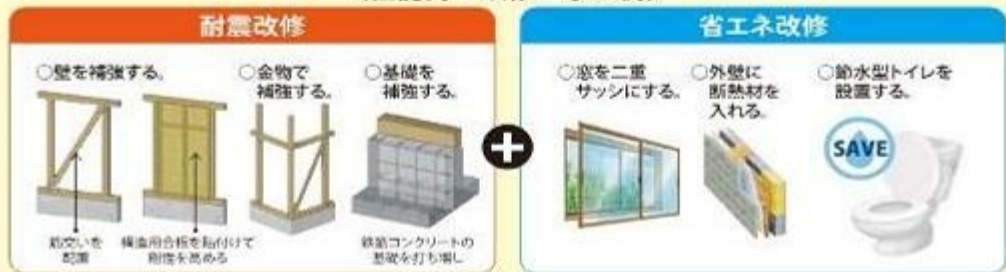 耐震改修
○壁を補強する。
○金物で
補強する。
○基礎を
補強する。
筋交いを
配置
構造用合板を貼付けて
剛性を高める
鉄筋コンクリートの
基礎を打ち増し
省エネ改修
○窓を二重
サッシにする。
○外壁に
断熱材を
入れる。
○節水型トイレを
設置する。
SAVE